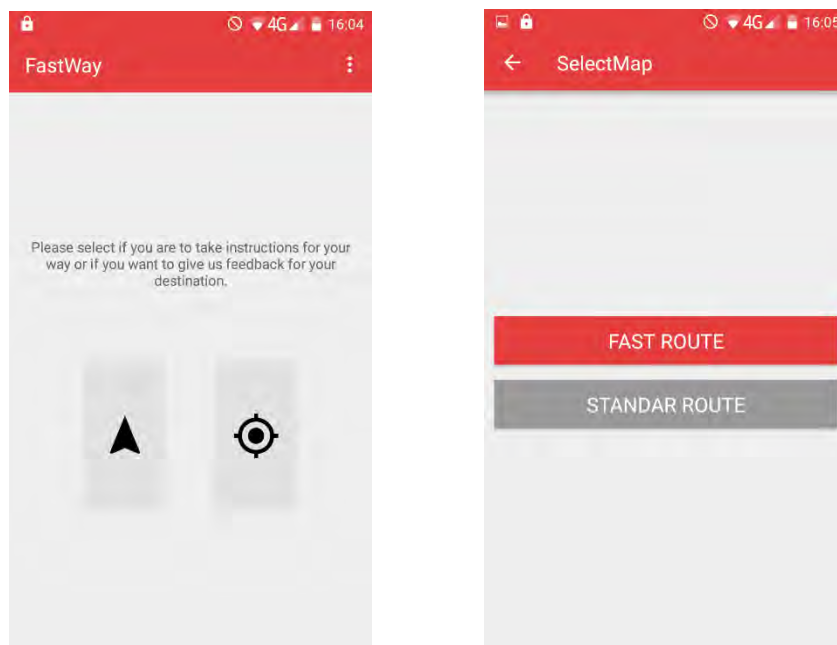 4G 16:04
FastWay
Please select if you are to take instructions for your
way or if you want to give us feedback for your
destination.
4G 16:05
SelectMap
FAST ROUTE
STANDAR ROUTE